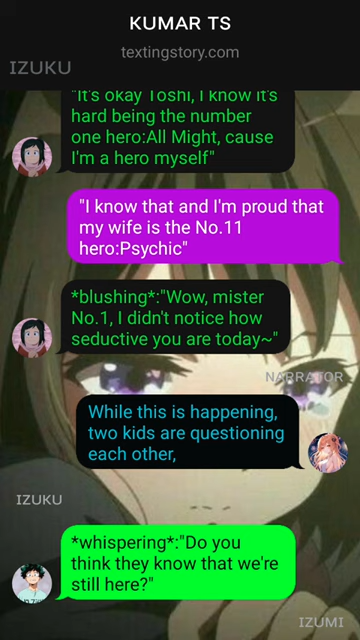 KUMAR TS
textingstory.com
IZUKU
"It's okay Toshi, I know it's
hard being the number
one hero:All Might, cause
I'm a hero myself"
"I know that and I'm proud that
my wife is the No.11
hero:Psychic"
*blushing*:"Wow, mister
No.1, I didn't notice how
seductive you are today~"
NARRATOR
While this is happening,
two kids are questioning
each other,
IZUKU
*whispering*:"Do you
think they know that we're
still here?"
IZUMI